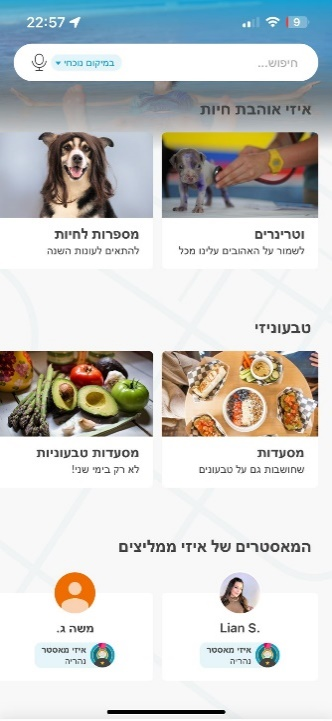 22:57
9
חיפוש...
במיקום נוכחי
איזי אוהבת חיות
וטרינרים
לשמור על האהובים עלינו מכל
מספרות לחיות
להתאים לעונות השנה
טבעוניזי
מסעדות
שחושבות גם על טבעונים
מסעדות טבעוניות
לא רק בימי שני!
המאסטרים של איזי ממליצים
Lian S.
איזי מאסטר
נהריה
משה ג.
איזי מאסטר
נהריה